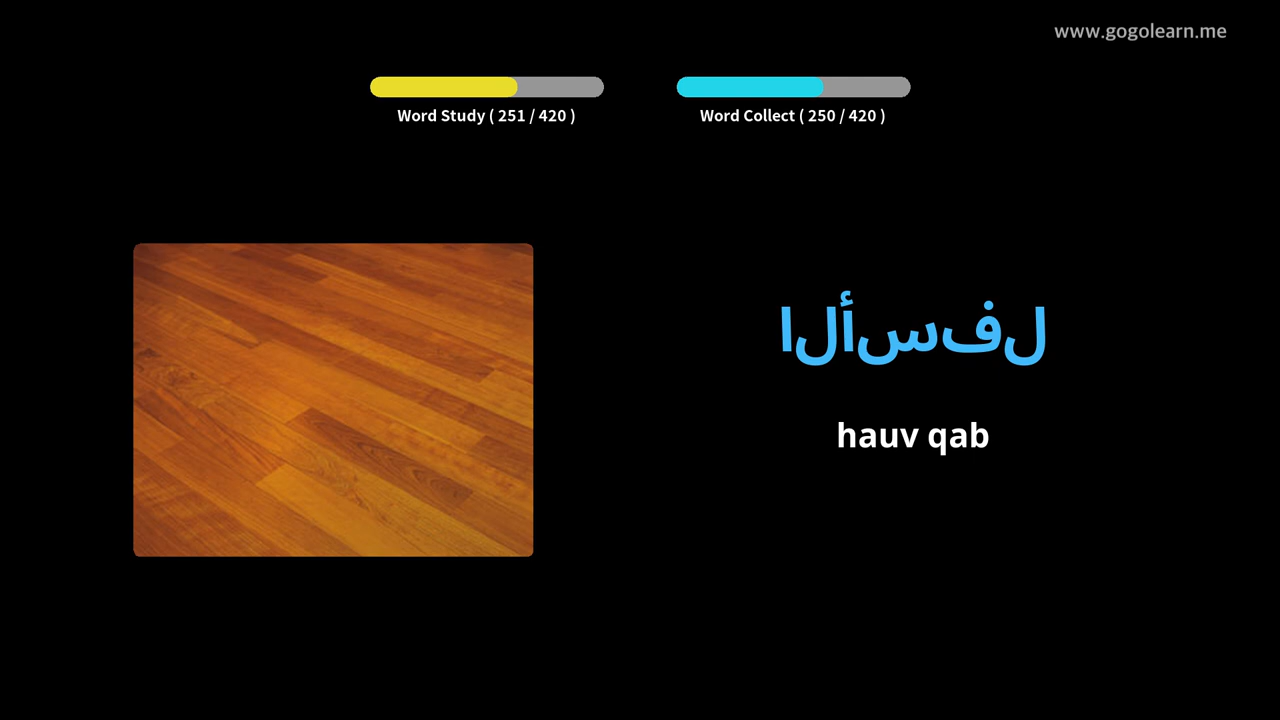 www.gogolearn.me
Word Study ( 251 / 420 )
Word Collect ( 250 / 420 )
الأسفل
hauv qab